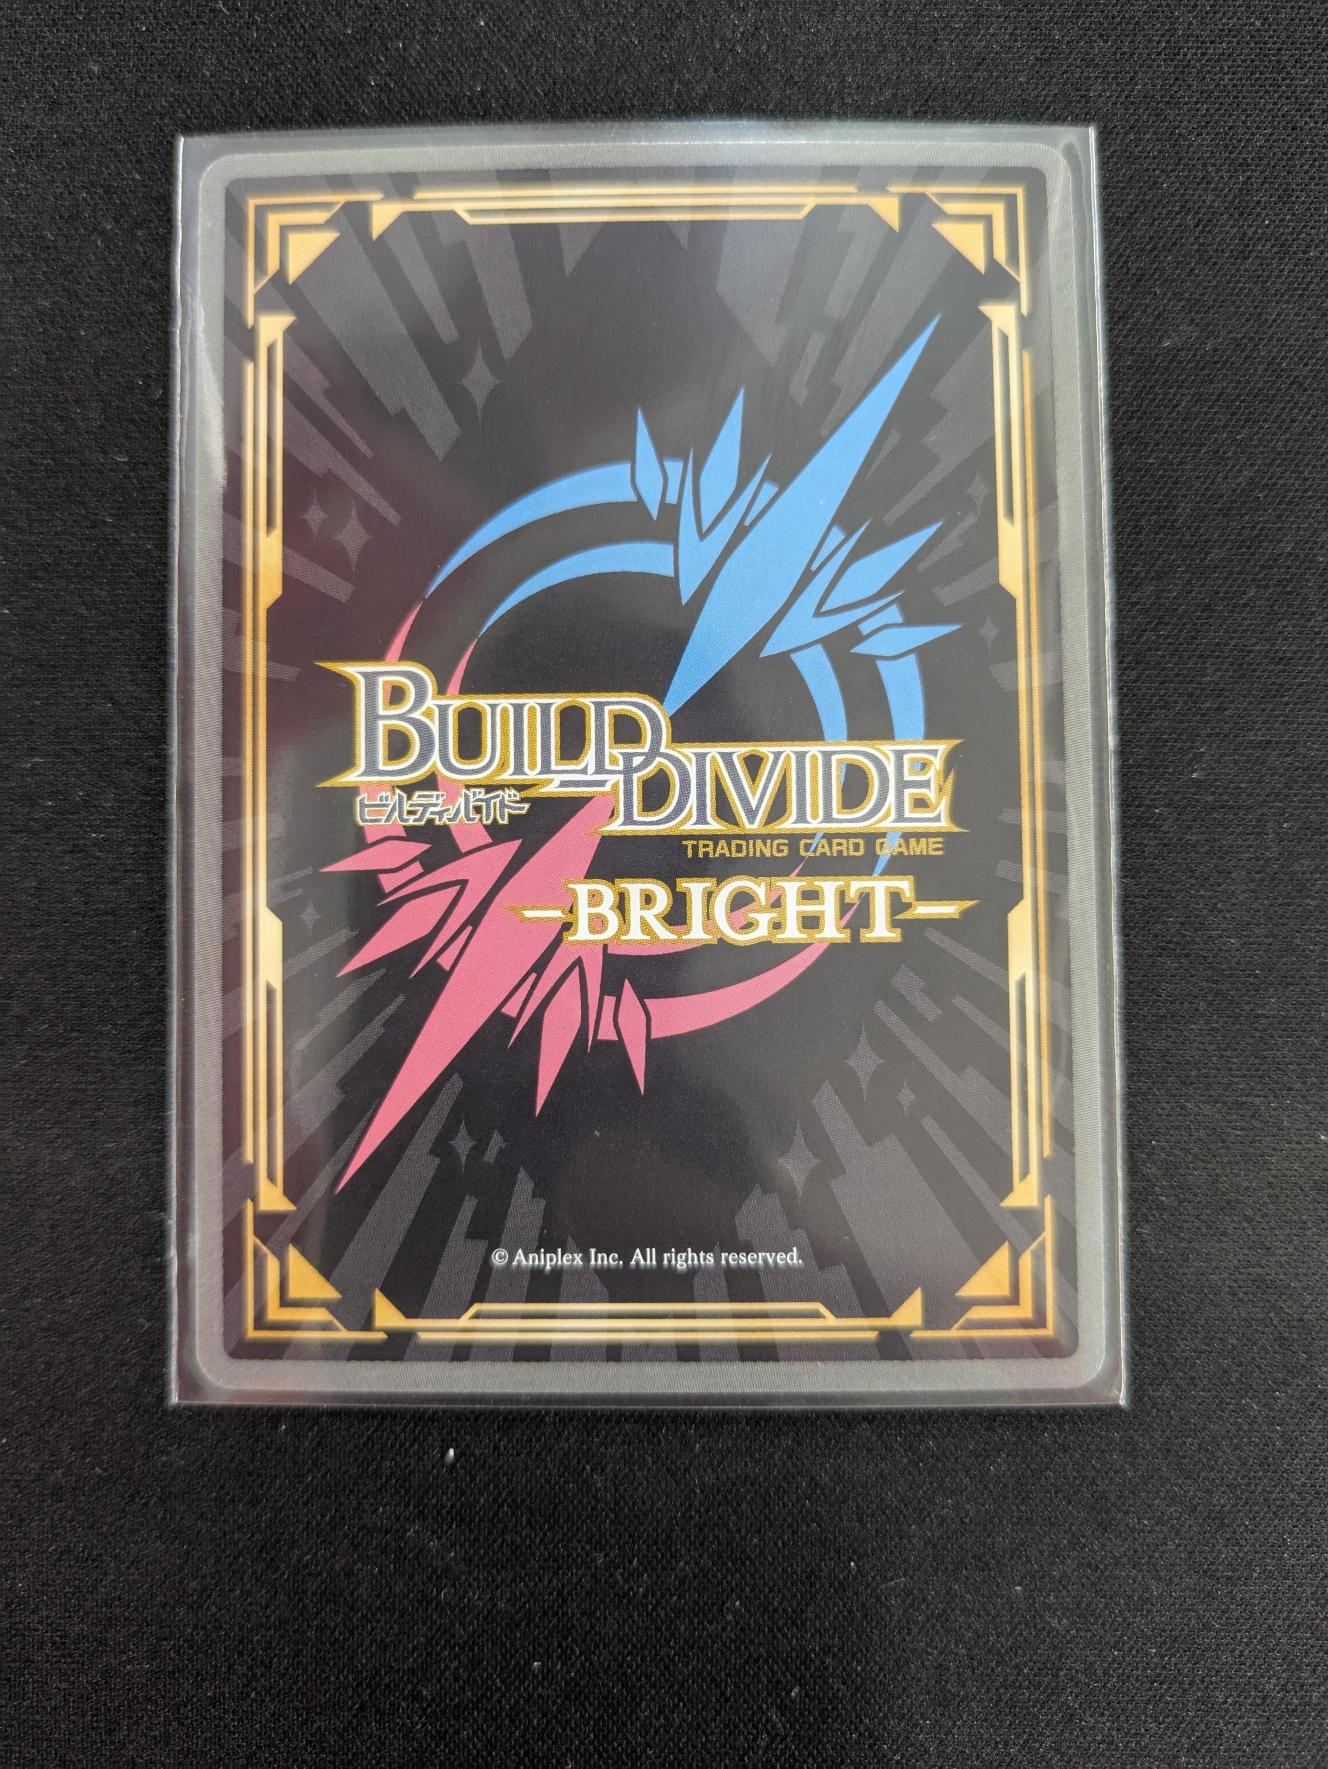 BUILD DIVIDE
ビルディバイド
TRADING CARD GAME
-BRIGHT-
© Aniplex Inc. All rights reserved.